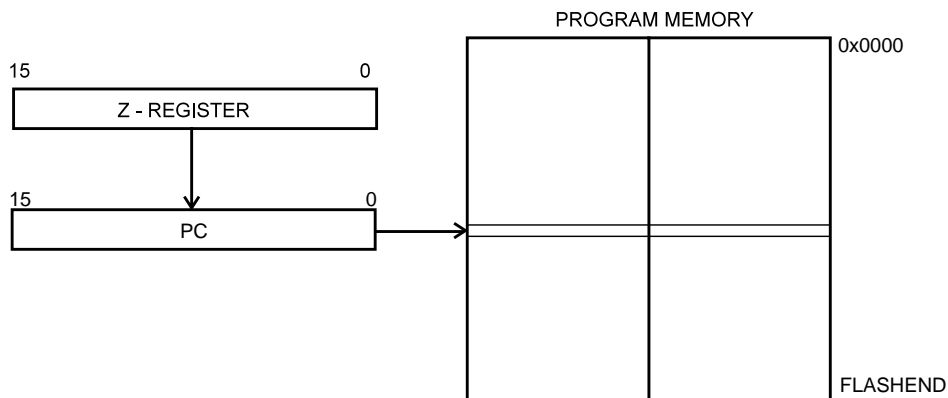 PROGRAM MEMORY
0x0000
15 0
Z - REGISTER
15 0
PC
FLASHEND